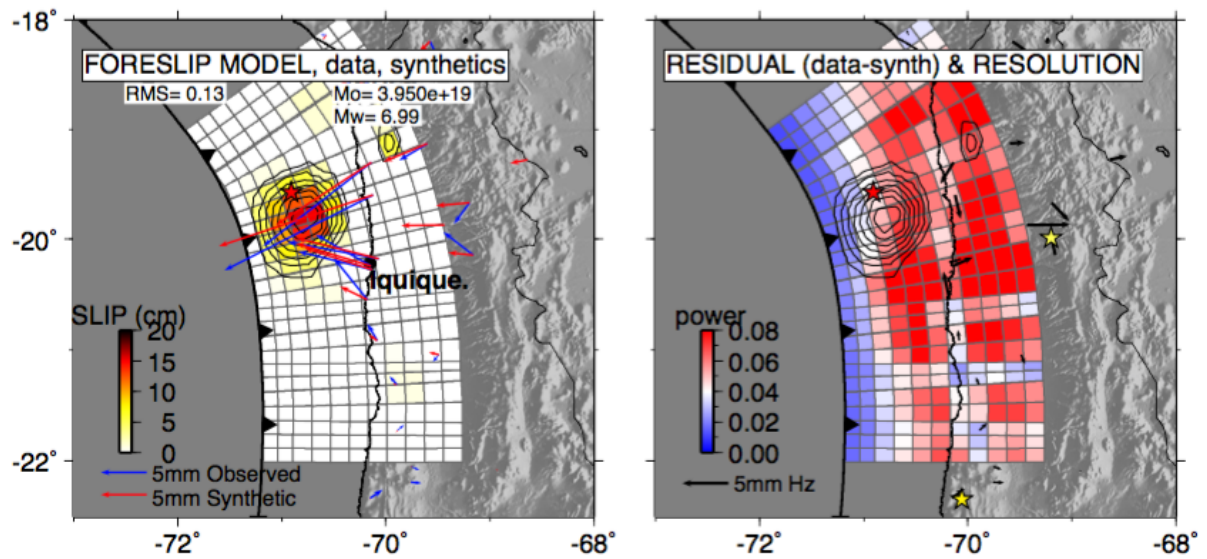 -18˚
FORESLIP MODEL, data, synthetics
RMS= 0.13
Mo= 3.950e+19
Mw= 6.99
-20˚
Iquique.
SLIP (cm)
20
15
10
5
0
-22˚
5mm Observed
5mm Synthetic
-72˚
-70˚
-68˚
RESIDUAL (data-synth) & RESOLUTION
power
0.08
0.06
0.04
0.02
0.00
5mm Hz
-72˚
-70˚
-68˚